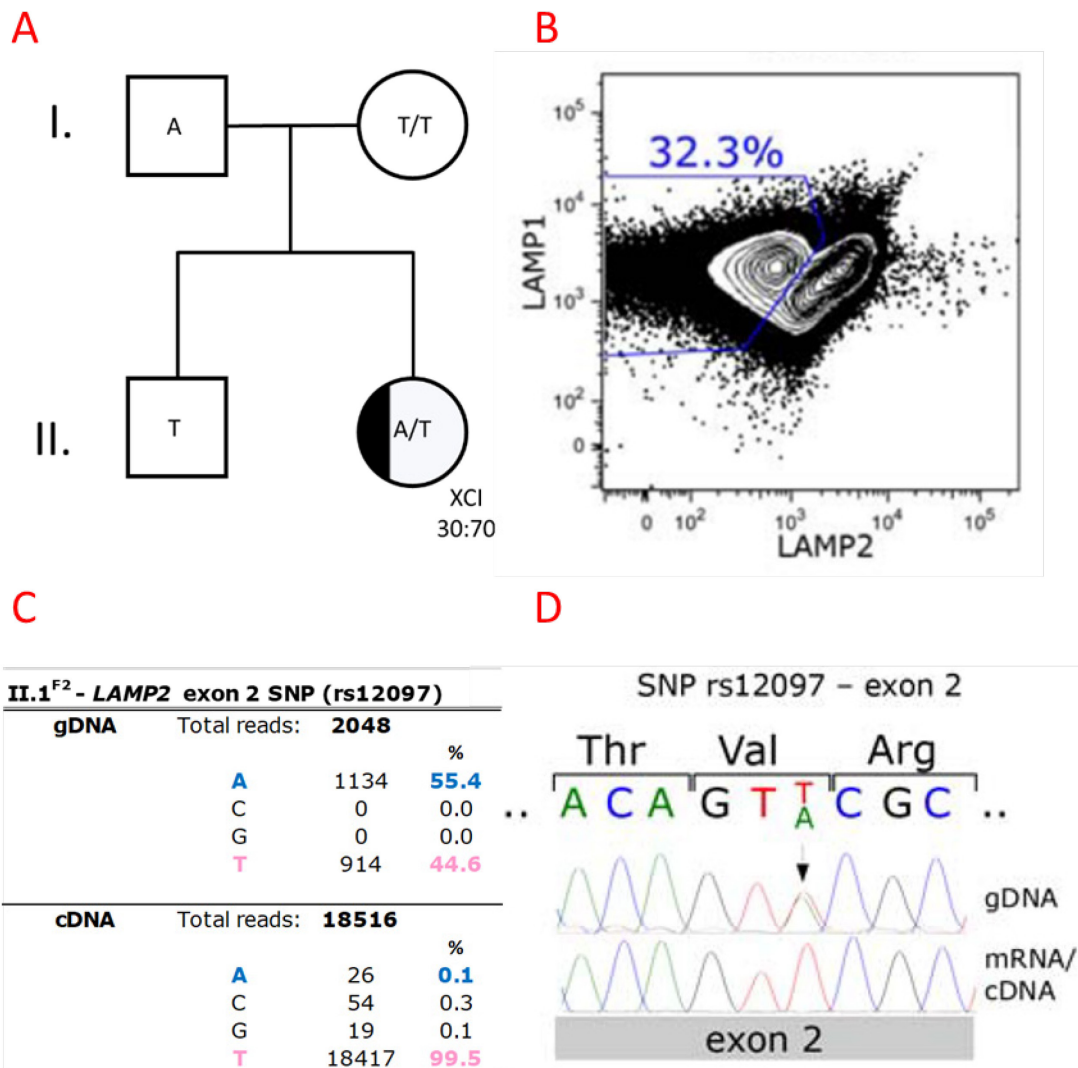 A
I.
A
T/T
II.
T
A/T
XCI
30:70
B
32.3%
LAMP1
10^5
10^4
10^3
10^2
0
0 10^2 10^3 10^4 10^5
LAMP2
C
II.1^F2 - LAMP2 exon 2 SNP (rs12097)
gDNA Total reads: 2048
%
A 1134 55.4
C 0 0.0
G 0 0.0
T 914 44.6
cDNA Total reads: 18516
%
A 26 0.1
C 54 0.3
G 19 0.1
T 18417 99.5
D
SNP rs12097 – exon 2
Thr Val Arg
.. A C A G T T/A C G C ..
gDNA
mRNA/
cDNA
exon 2